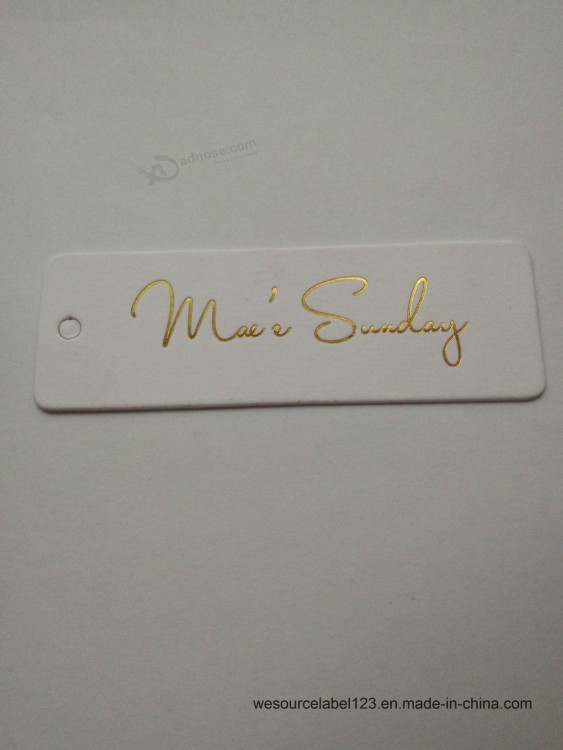 adnose.com
Mae's Sunday
wesourcelabel123.en.made-in-china.com